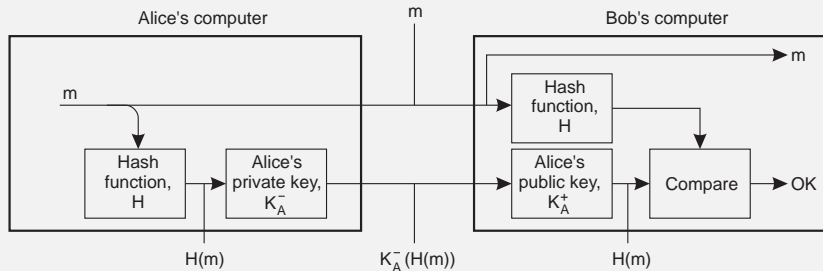 Alice's computer
m
Bob's computer
m
m
Hash
function,
H
Hash
function,
H
Alice's
private key,
K_A^-
Alice's
public key,
K_A^+
Compare
OK
H(m)
K_A^-(H(m))
H(m)